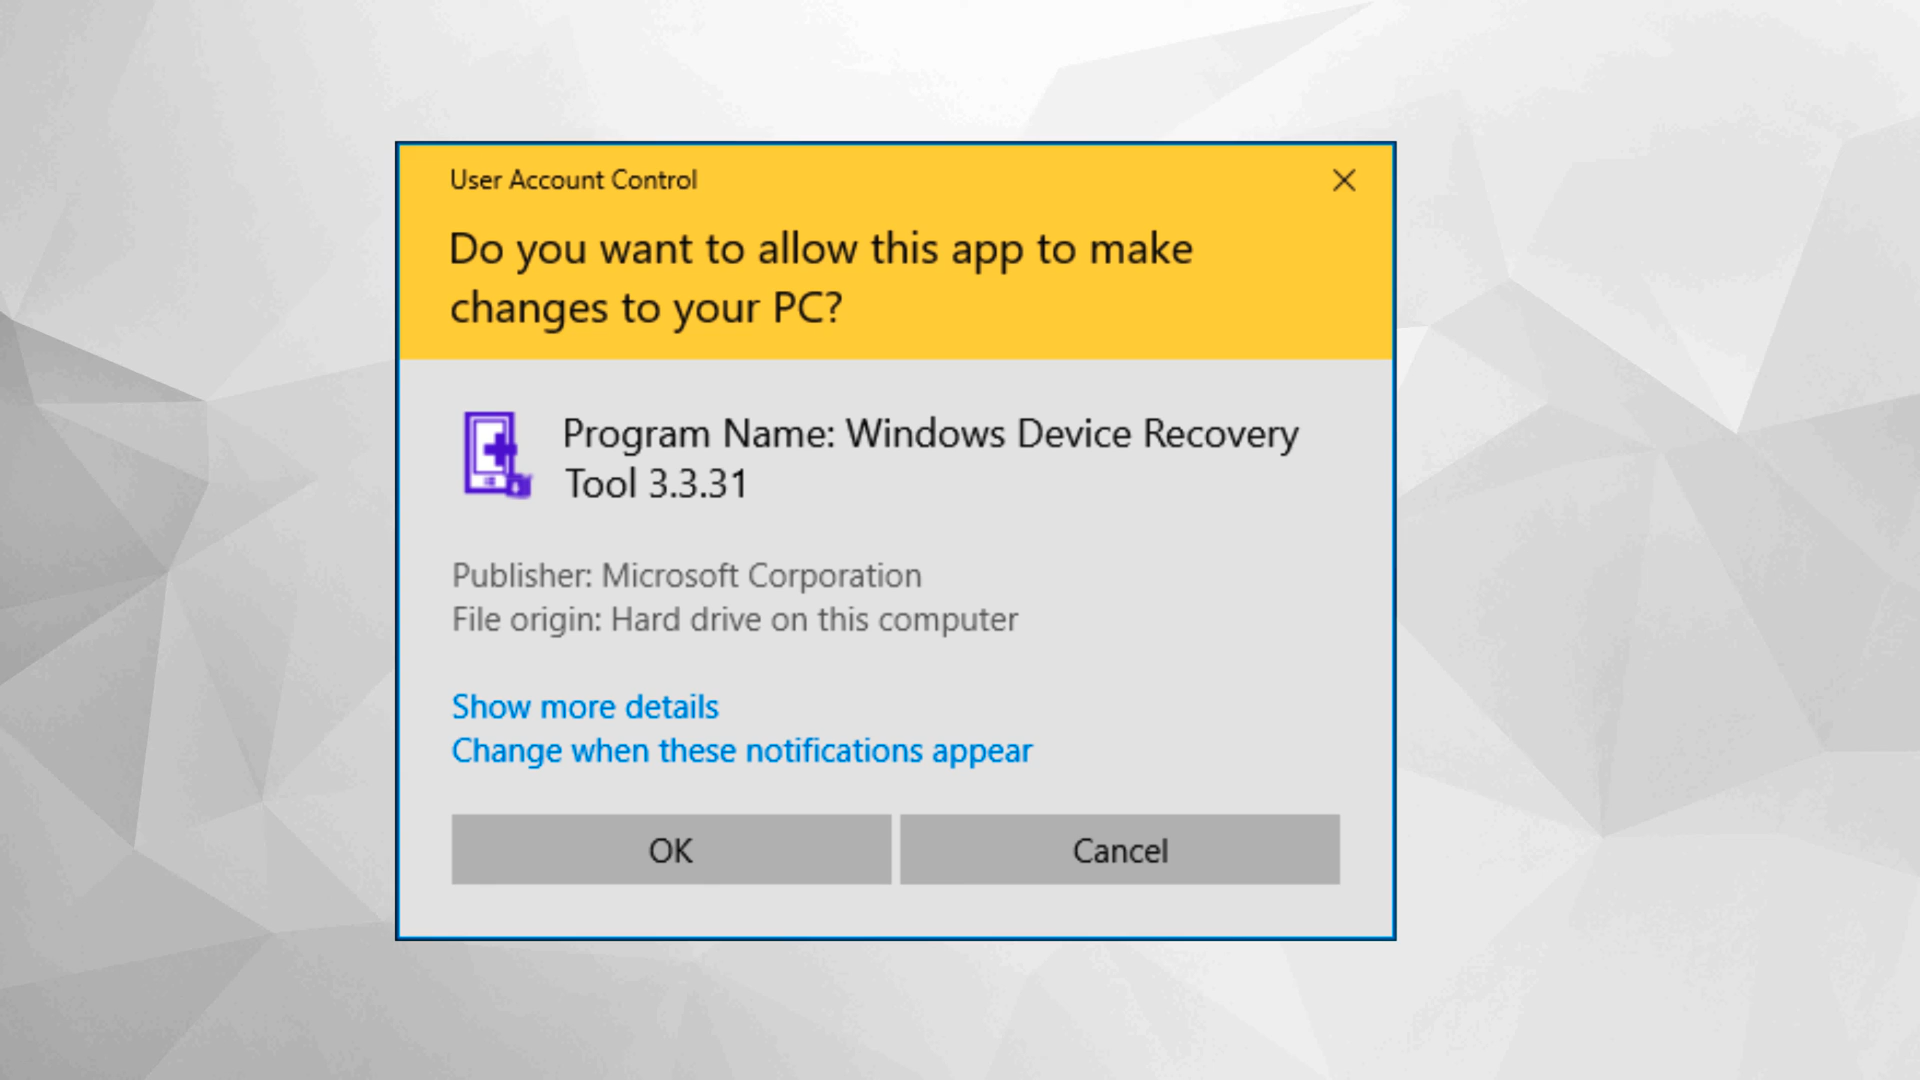 User Account Control
Do you want to allow this app to make
changes to your PC?
Program Name: Windows Device Recovery
Tool 3.3.31
Publisher: Microsoft Corporation
File origin: Hard drive on this computer
Show more details
Change when these notifications appear
OK
Cancel